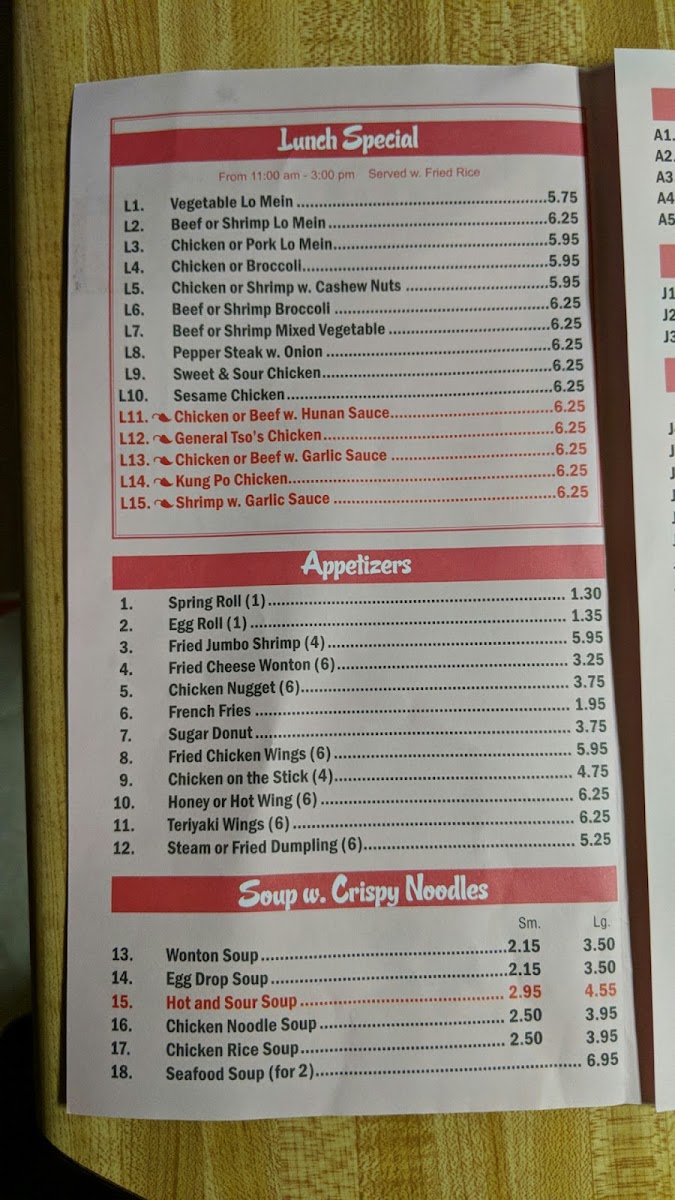 Lunch Special
From 11:00 am - 3:00 pm Served w. Fried Rice
L1. Vegetable Lo Mein ........ 5.75
L2. Beef or Shrimp Lo Mein ........ 6.25
L3. Chicken or Pork Lo Mein ........ 5.95
L4. Chicken or Broccoli ........ 5.95
L5. Chicken or Shrimp w. Cashew Nuts ........ 5.95
L6. Beef or Shrimp Broccoli ........ 6.25
L7. Beef or Shrimp Mixed Vegetable ........ 6.25
L8. Pepper Steak w. Onion ........ 6.25
L9. Sweet & Sour Chicken ........ 6.25
L10. Sesame Chicken ........ 6.25
L11. Chicken or Beef w. Hunan Sauce ........ 6.25
L12. General Tso's Chicken ........ 6.25
L13. Chicken or Beef w. Garlic Sauce ........ 6.25
L14. Kung Po Chicken ........ 6.25
L15. Shrimp w. Garlic Sauce ........ 6.25
Appetizers
1. Spring Roll (1) ........ 1.30
2. Egg Roll (1) ........ 1.35
3. Fried Jumbo Shrimp (4) ........ 5.95
4. Fried Cheese Wonton (6) ........ 3.25
5. Chicken Nugget (6) ........ 3.75
6. French Fries ........ 1.95
7. Sugar Donut ........ 3.75
8. Fried Chicken Wings (6) ........ 5.95
9. Chicken on the Stick (4) ........ 4.75
10. Honey or Hot Wing (6) ........ 6.25
11. Teriyaki Wings (6) ........ 6.25
12. Steam or Fried Dumpling (6) ........ 5.25
Soup w. Crispy Noodles
Sm. Lg.
13. Wonton Soup ........ 2.15 3.50
14. Egg Drop Soup ........ 2.15 3.50
15. Hot and Sour Soup ........ 2.95 4.55
16. Chicken Noodle Soup ........ 2.50 3.95
17. Chicken Rice Soup ........ 2.50 3.95
18. Seafood Soup (for 2) ........ 6.95
A1.
A2.
A3
A4
A5
J1
J2
J3